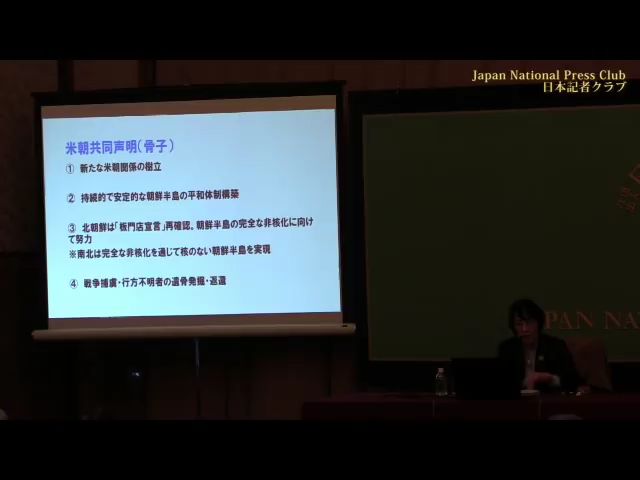 Japan National Press Club
日本記者クラブ
米朝共同声明(骨子)
① 新たな米朝関係の樹立
② 持続的で安定的な朝鮮半島の平和体制構築
③ 北朝鮮は「板門店宣言」再確認。朝鮮半島の完全な非核化に向け
て努力
※南北は完全な非核化を通じて核のない朝鮮半島を実現
④ 戦争捕虜・行方不明者の遺骨発掘・返還
JAPAN NA